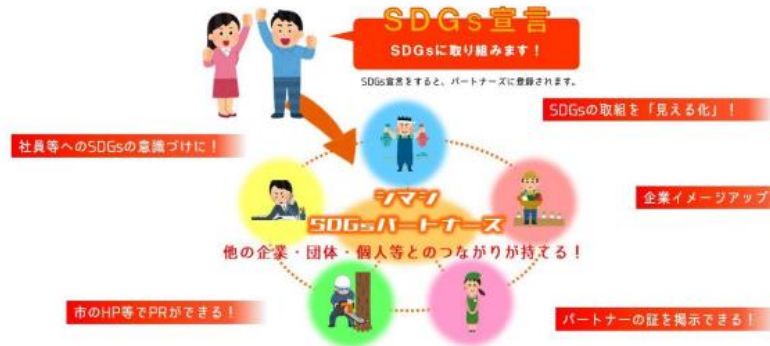 SDGs宣言
SDGsに取り組みます！
SDGs宣言をすると、パートナーズに登録されます。
SDGsの取組を「見える化」！
社員等へのSDGsの意識づけに！
シマシ
SDGsパートナーズ
企業イメージアップ
他の企業・団体・個人等とのつながりが持てる！
市のHP等でPRができる！
パートナーの証を掲示できる！